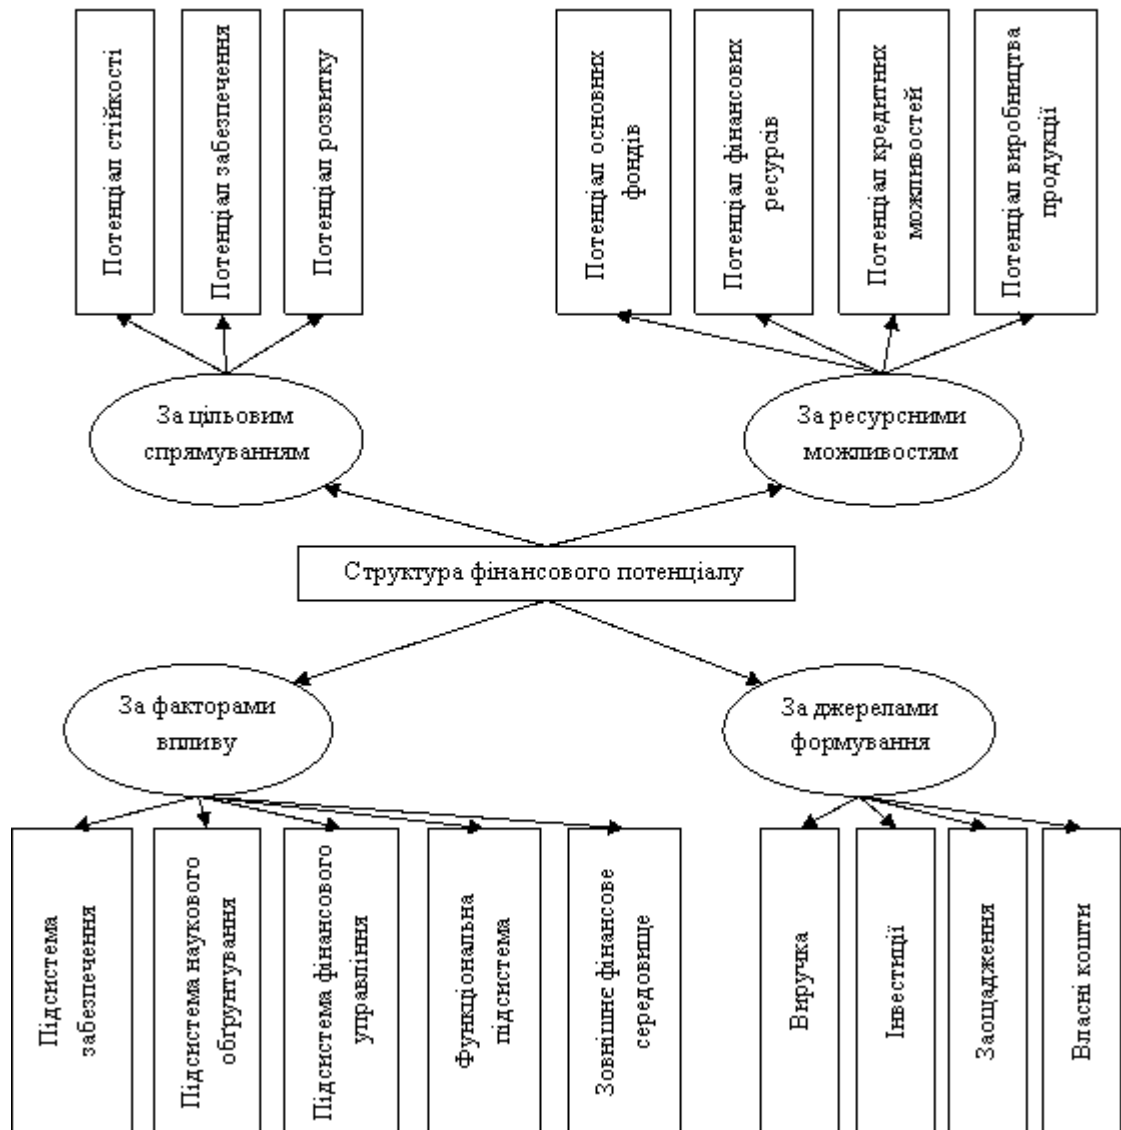 Потенціал стійкості
Потенціал забезпечення
Потенціал розвитку
Потенціал основних
фондів
Потенціал фінансових
ресурсів
Потенціал кредитних
можливостей
Потенціал виробництва
продукції
За цільовим
спрямуванням
За ресурсними
можливостям
Структура фінансового потенціалу
За факторами
впливу
За джерелами
формування
Підсистема
забезпечення
Підсистема наукового
обґрунтування
Підсистема фінансового
управління
Функціональна
підсистема
Зовнішнє фінансове
середовище
Виручка
Інвестиції
Заощадження
Власні кошти